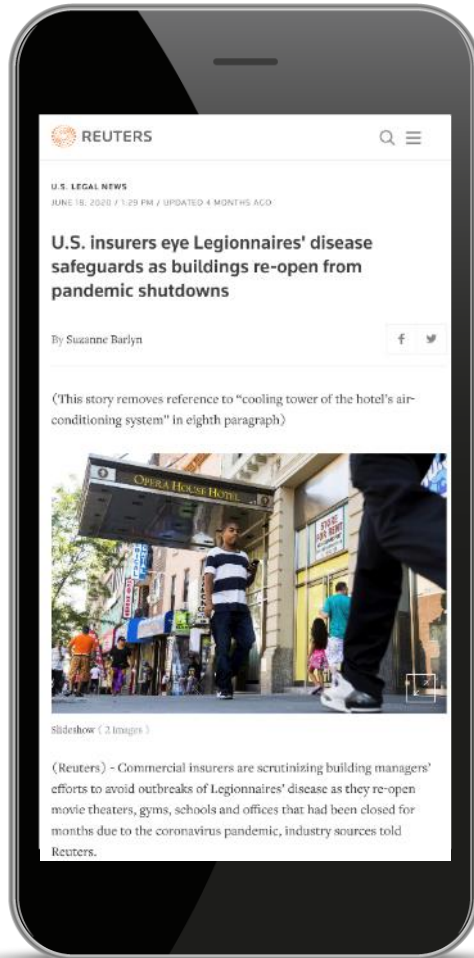 REUTERS
U.S. LEGAL NEWS
JUNE 18, 2020 / 1:29 PM / UPDATED 4 MONTHS AGO
U.S. insurers eye Legionnaires' disease
safeguards as buildings re-open from
pandemic shutdowns
By Suzanne Barlyn
(This story removes reference to “cooling tower of the hotel’s air-
conditioning system” in eighth paragraph)
OPERA HOUSE HOTEL
STORE
FOR RENT
Slideshow ( 2 images )
(Reuters) - Commercial insurers are scrutinizing building managers’
efforts to avoid outbreaks of Legionnaires’ disease as they re-open
movie theaters, gyms, schools and offices that had been closed for
months due to the coronavirus pandemic, industry sources told
Reuters.